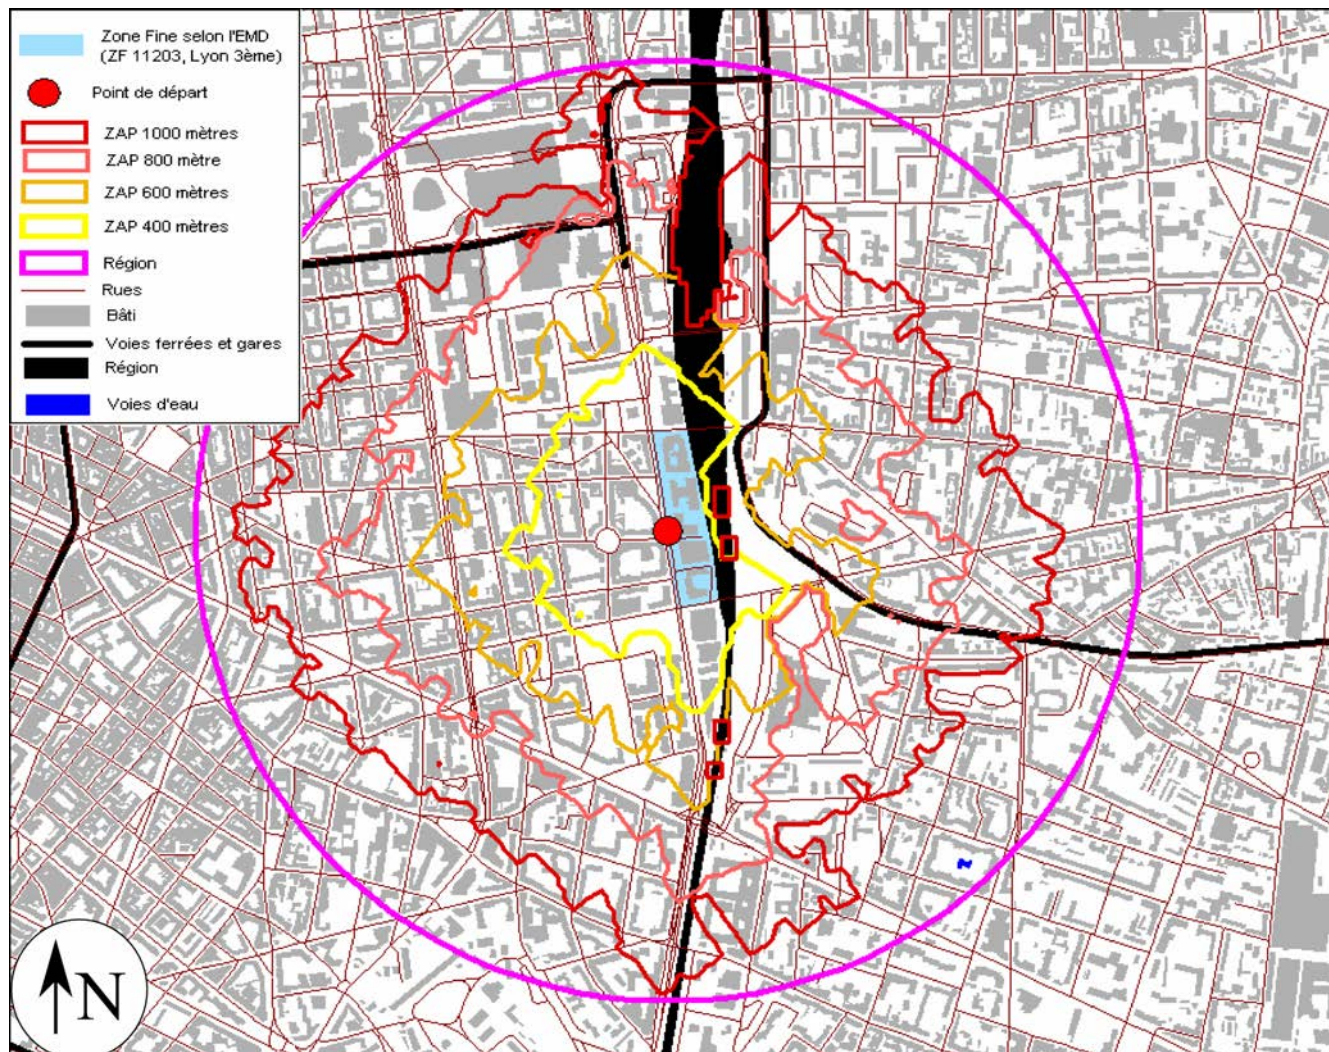 Zone Fine selon l'EMD
(ZF 11203, Lyon 3ème)
Point de départ
ZAP 1000 mètres
ZAP 800 mètre
ZAP 600 mètres
ZAP 400 mètres
Région
Rues
Bâti
Voies ferrées et gares
Région
Voies d'eau
N